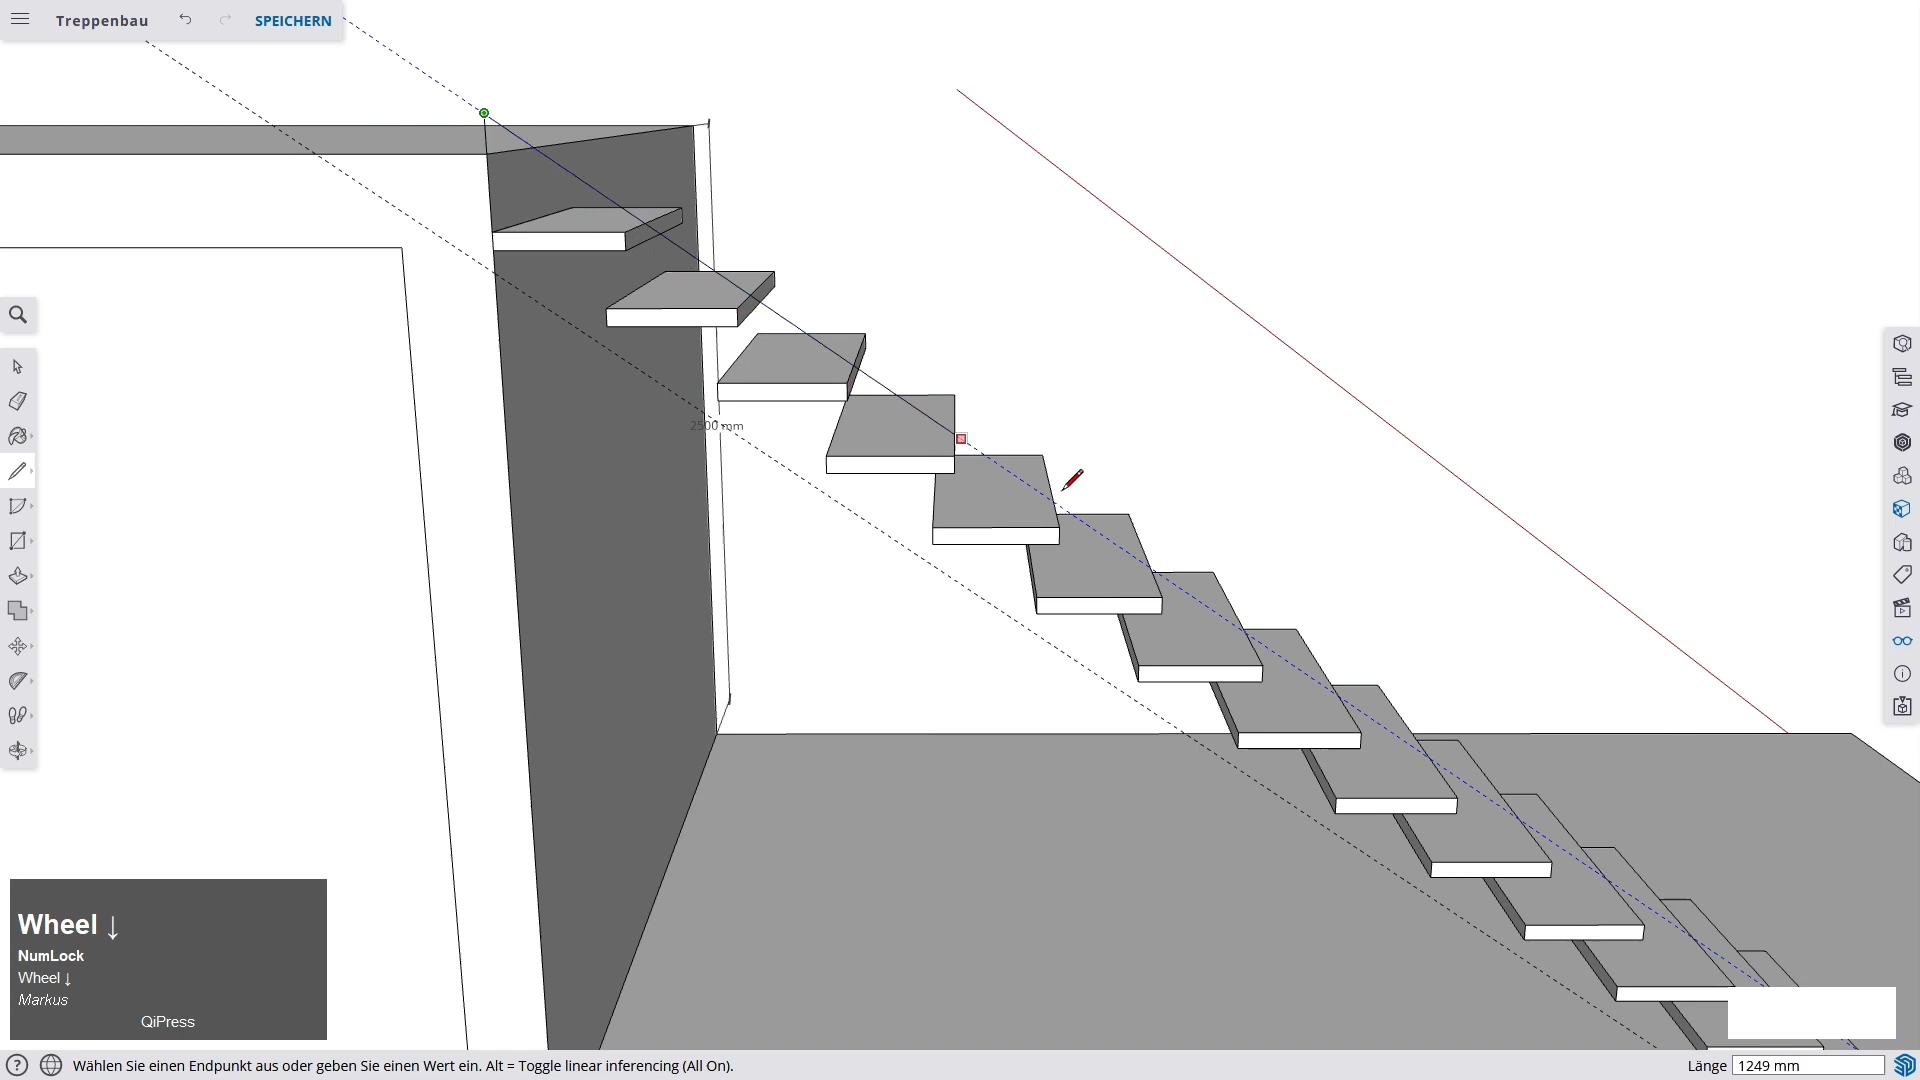 Treppenbau
SPEICHERN
2500 mm
Wheel ↓
NumLock
Wheel ↓
Markus
QiPress
Wählen Sie einen Endpunkt aus oder geben Sie einen Wert ein. Alt = Toggle linear inferencing (All On).
Länge 1249 mm